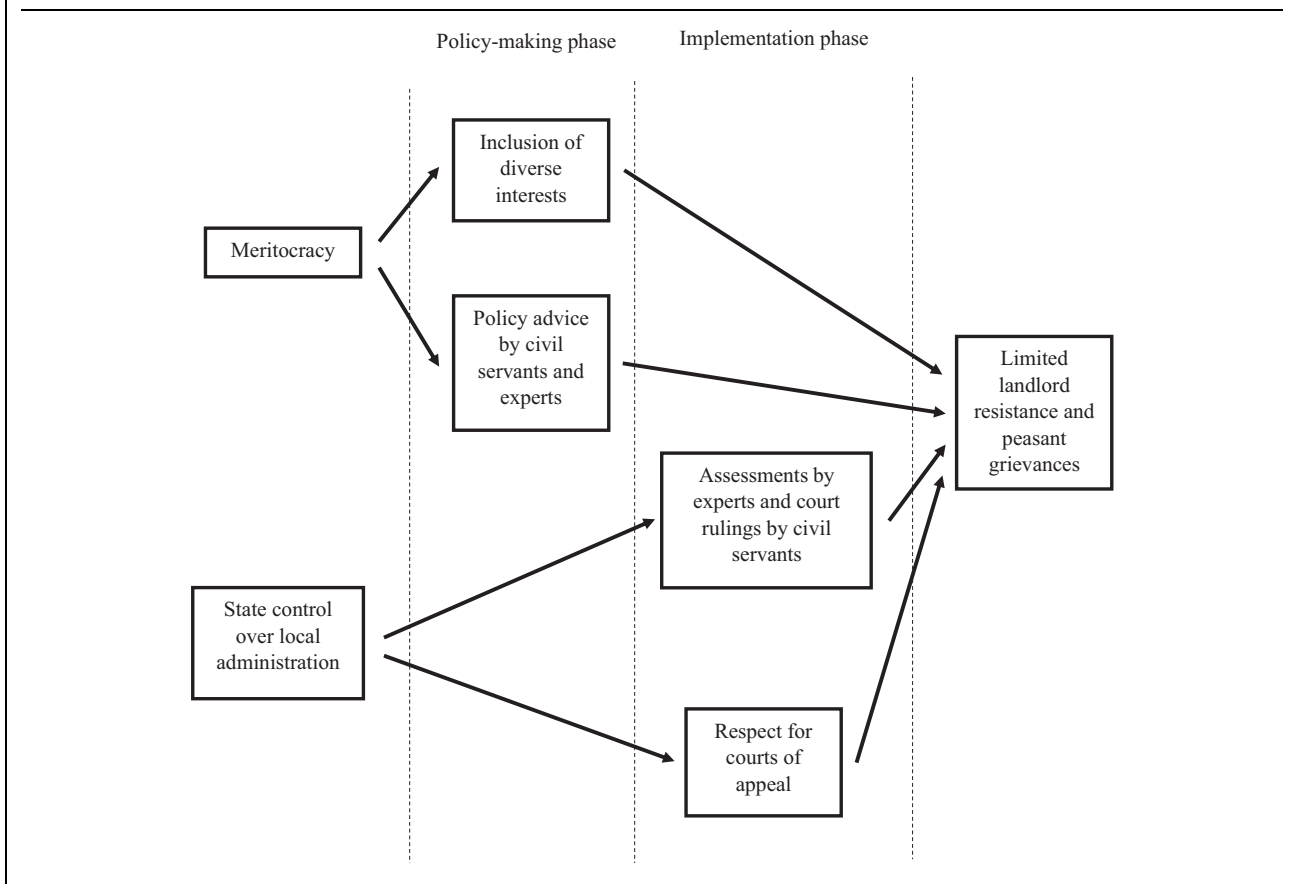 Policy-making phase
Implementation phase
Inclusion of
diverse
interests
Meritocracy
Policy advice
by civil
servants and
experts
Limited
landlord
resistance and
peasant
grievances
Assessments by
experts and court
rulings by civil
servants
State control
over local
administration
Respect for
courts of
appeal